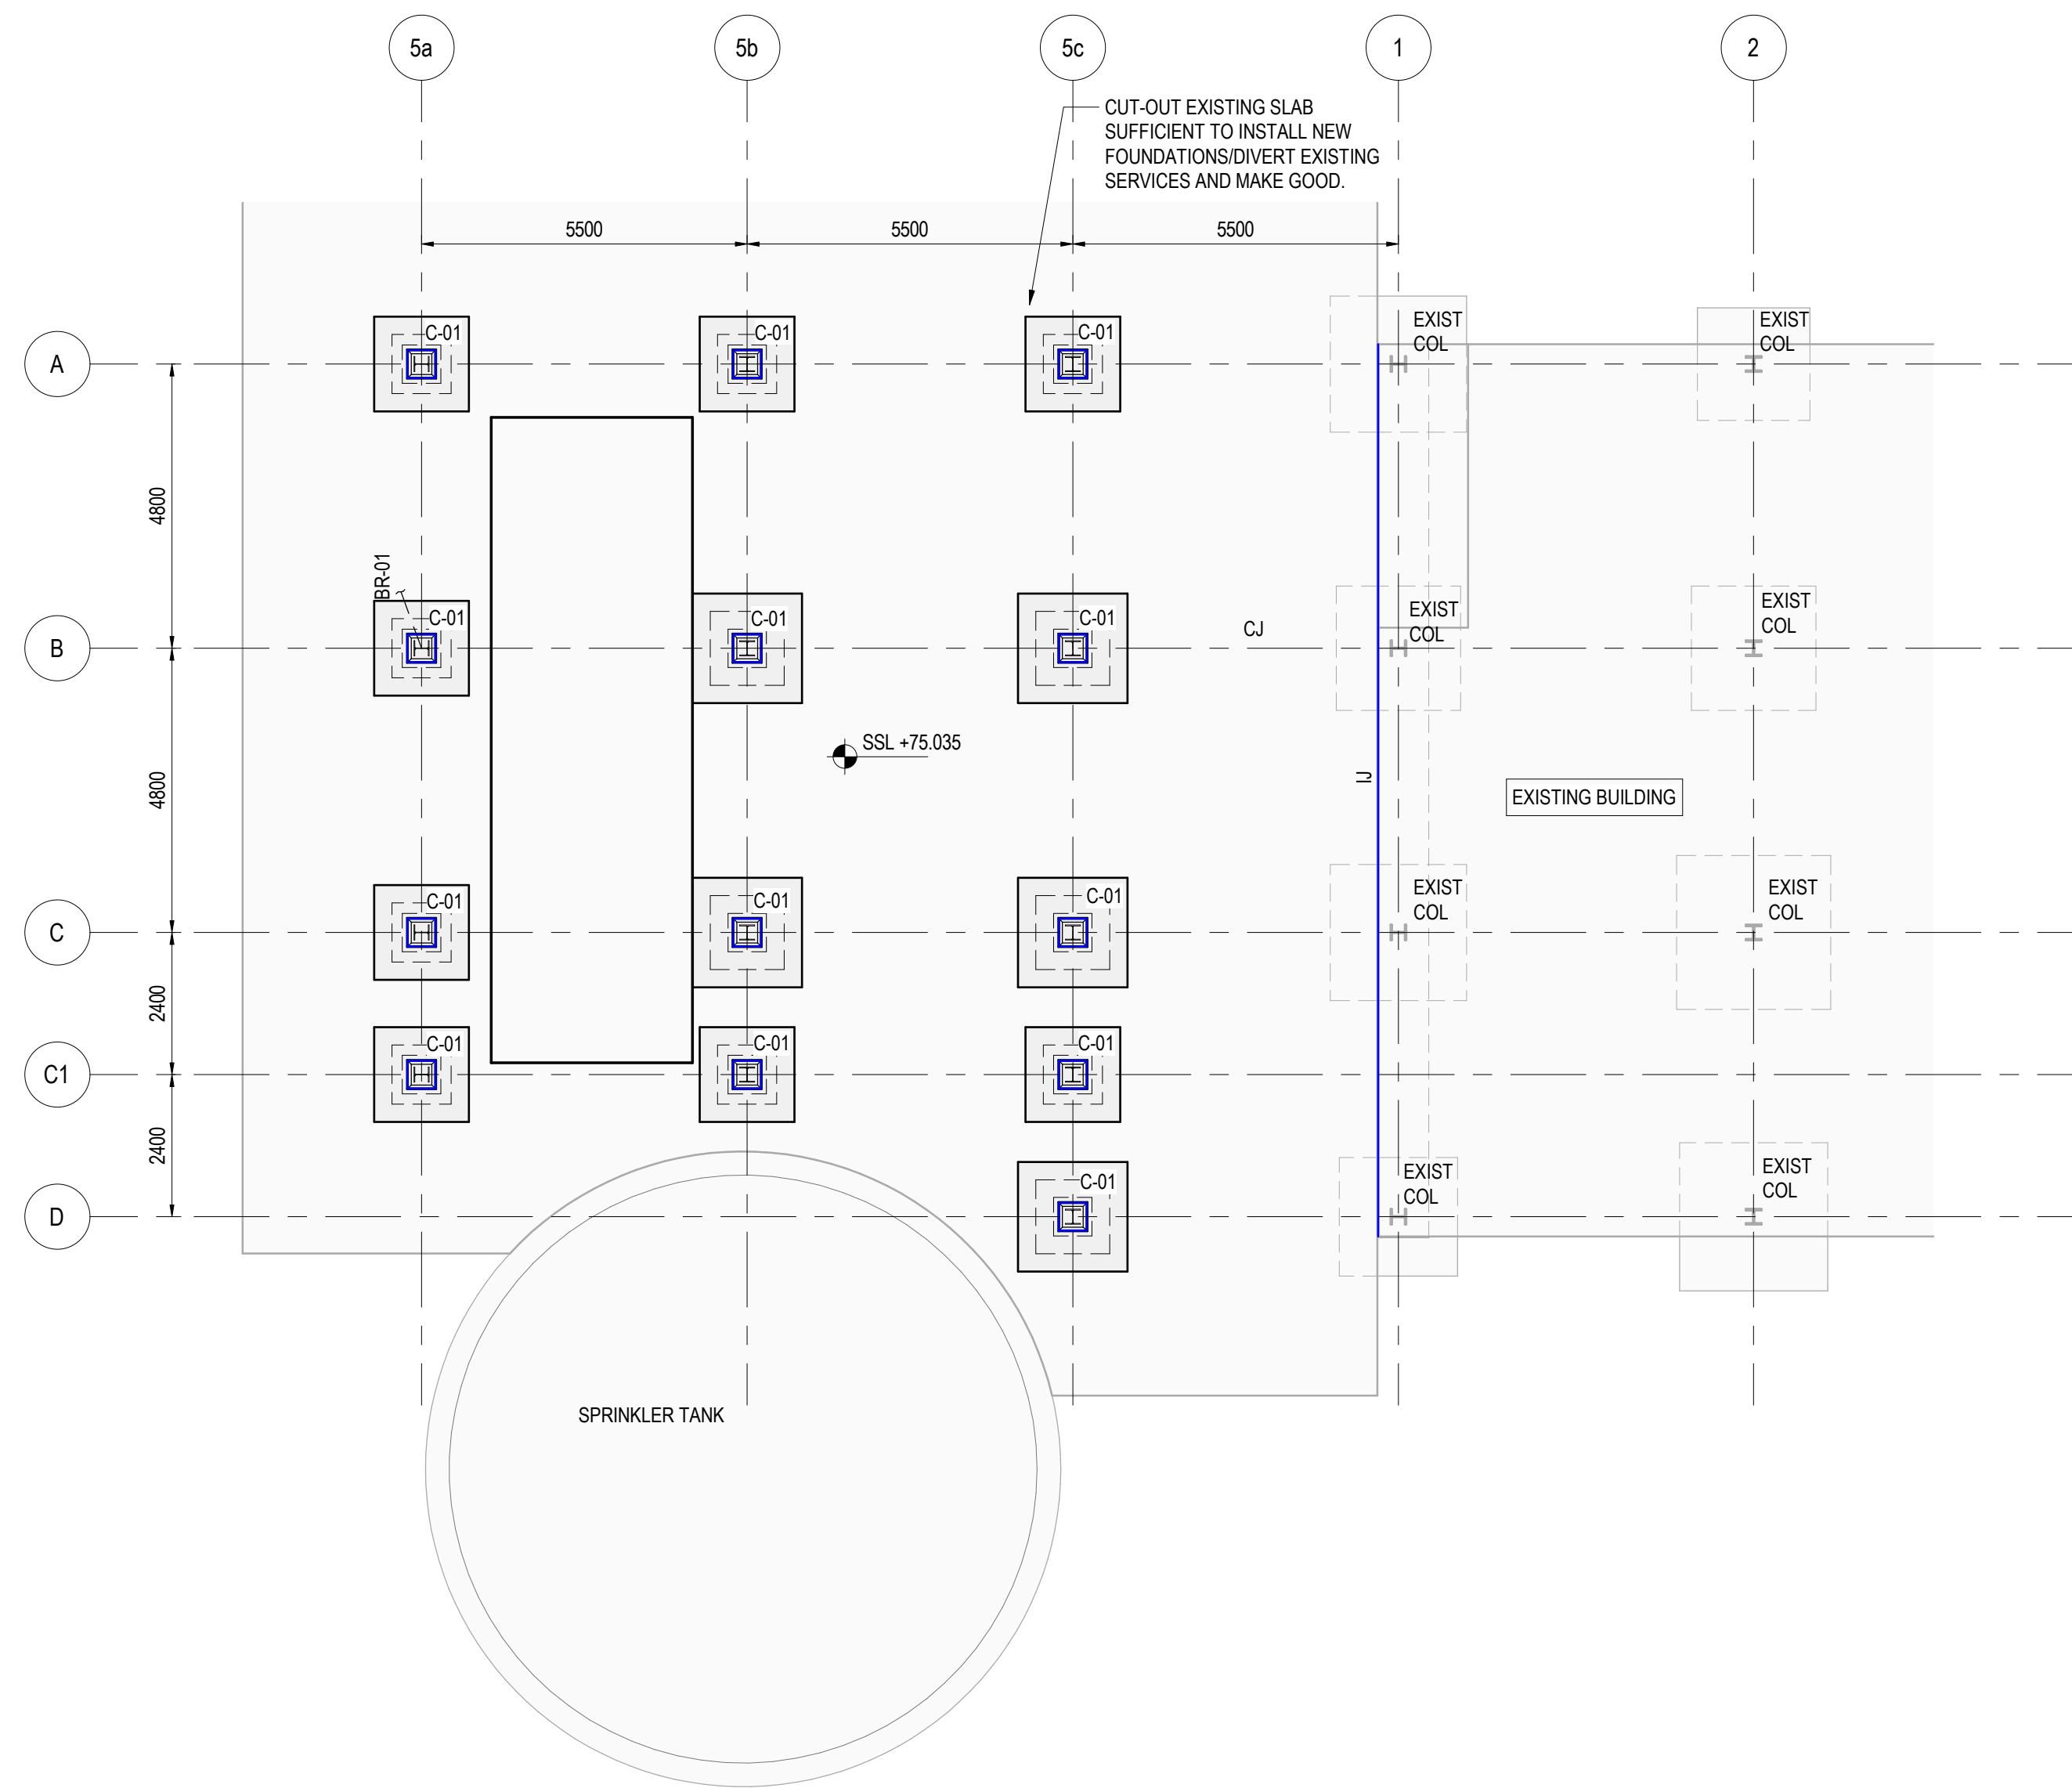 5a
5b
5c
1
2
CUT-OUT EXISTING SLAB
SUFFICIENT TO INSTALL NEW
FOUNDATIONS/DIVERT EXISTING
SERVICES AND MAKE GOOD.
5500
5500
5500
A
C-01
C-01
C-01
EXIST
COL
EXIST
COL
4800
BR-01
B
C-01
C-01
C-01
CJ
EXIST
COL
EXIST
COL
4800
SSL +75.035
IJ
EXISTING BUILDING
C
C-01
C-01
C-01
EXIST
COL
EXIST
COL
2400
C1
C-01
C-01
C-01
2400
D
C-01
EXIST
COL
EXIST
COL
SPRINKLER TANK